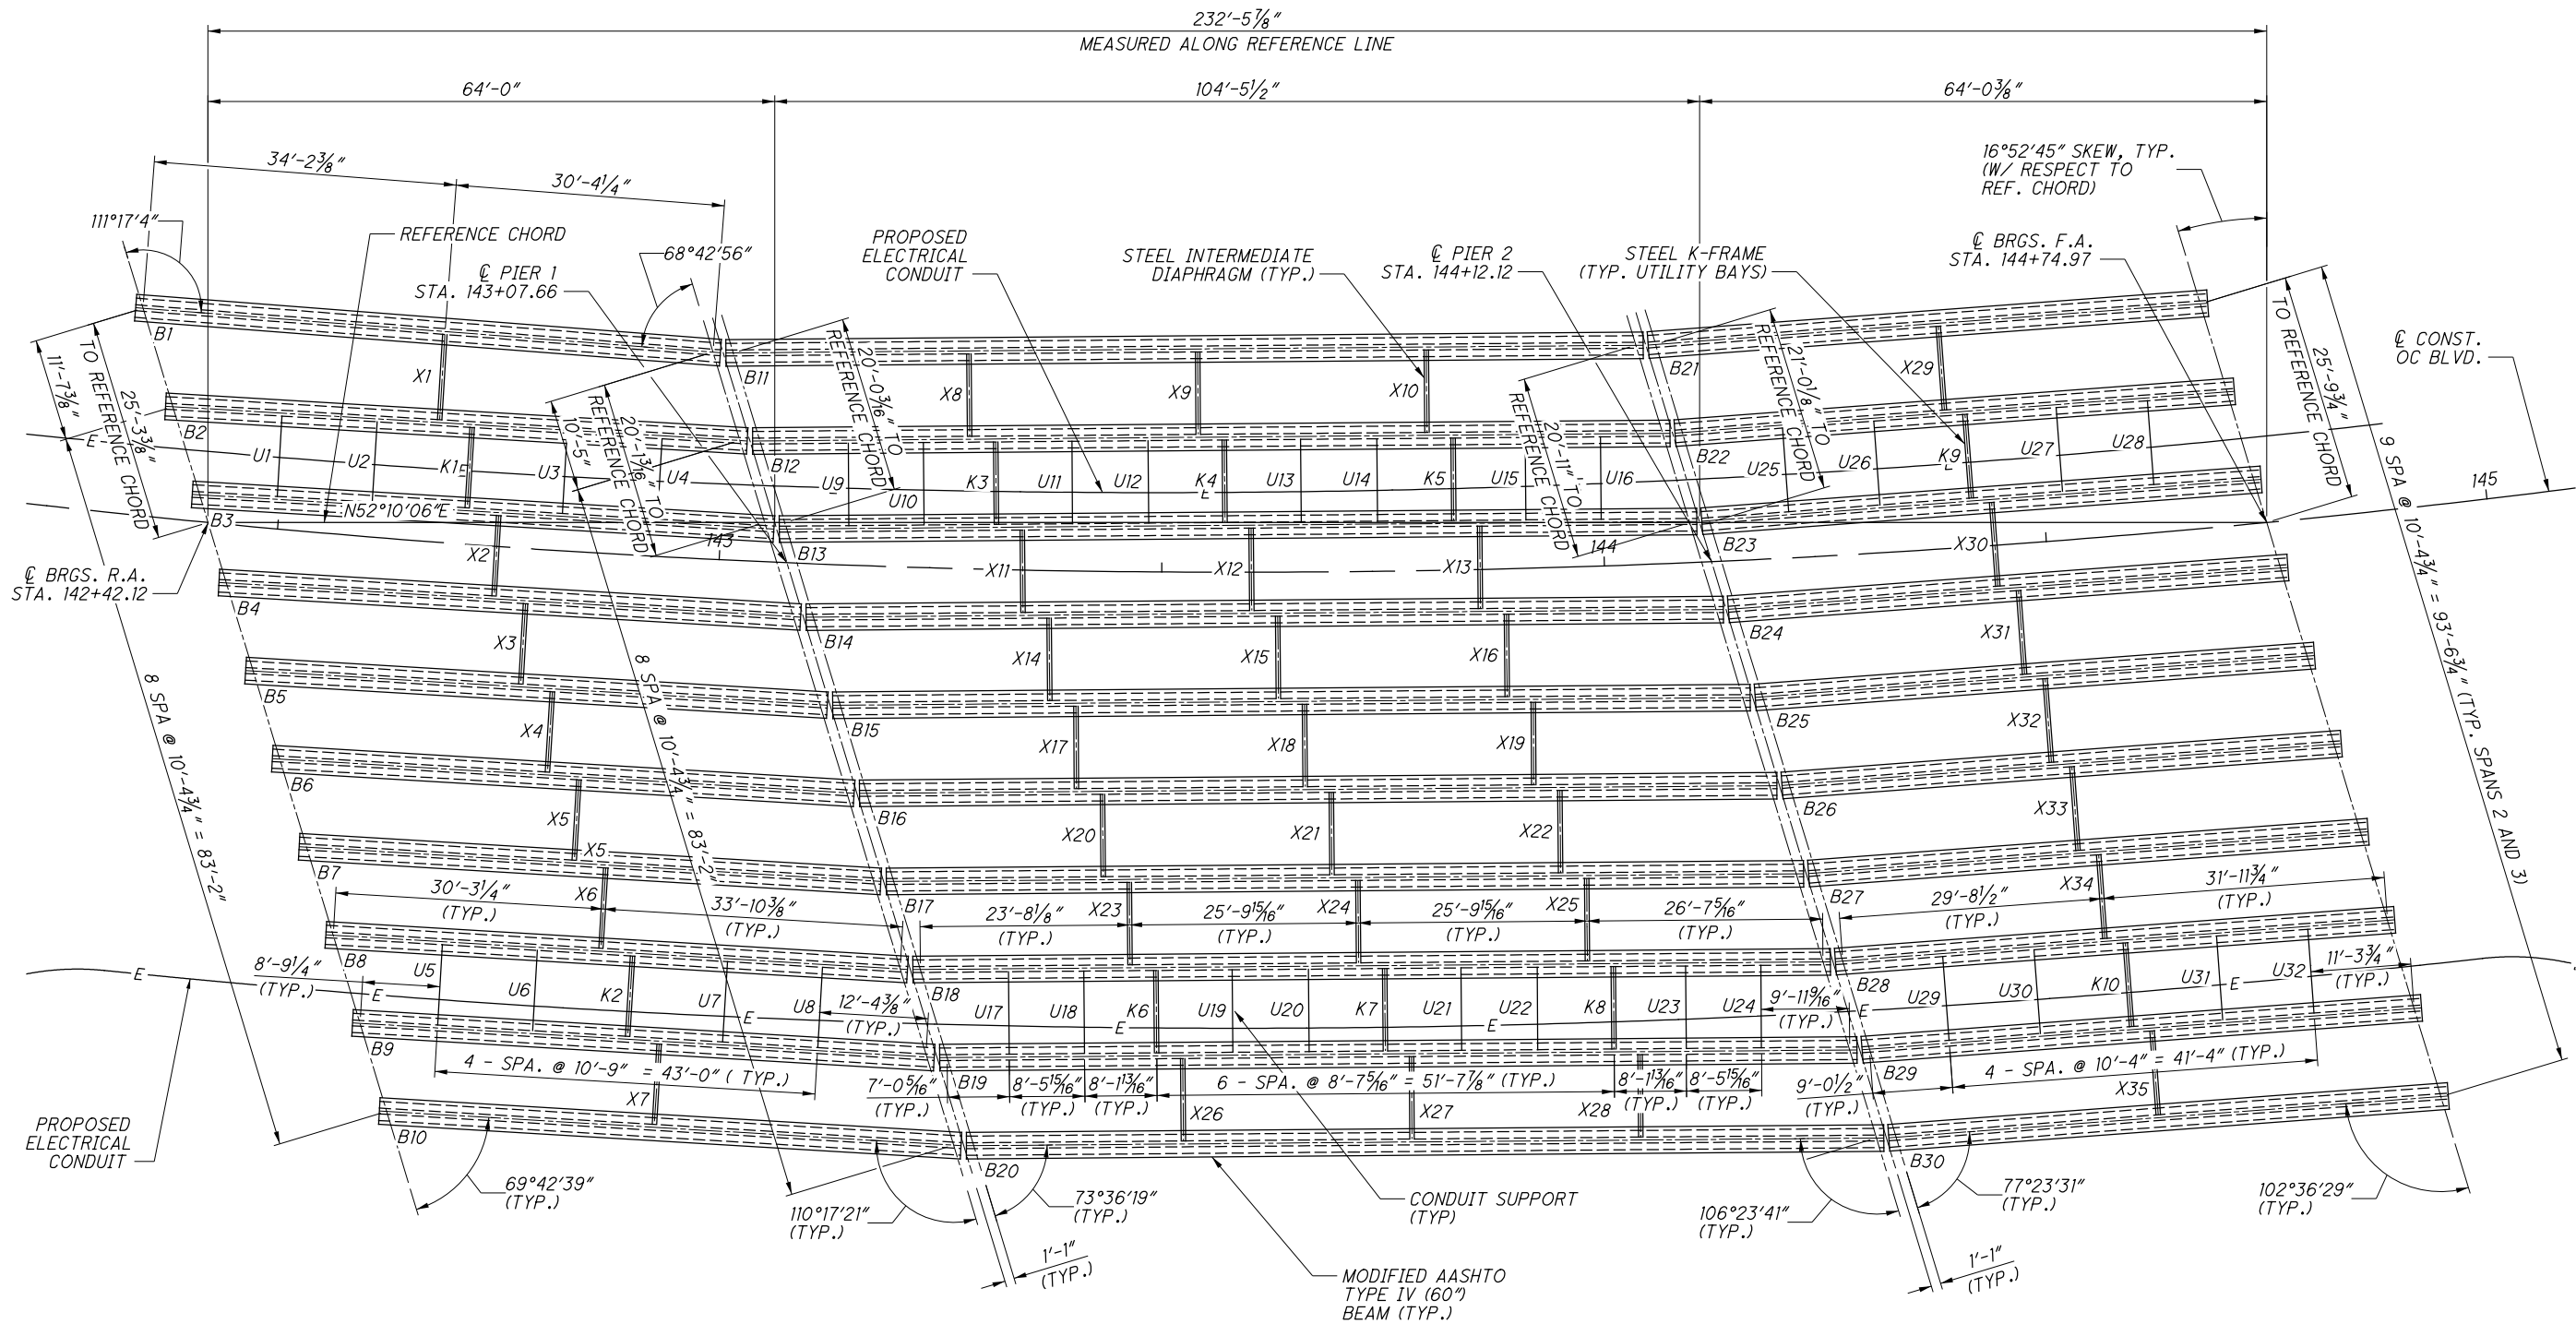 232'-5⅞"
MEASURED ALONG REFERENCE LINE
64'-0"
104'-5½"
64'-0⅜"
34'-2⅜"
30'-4¼"
16°52'45" SKEW, TYP.
(W/ RESPECT TO
REF. CHORD)
111°17'4"
REFERENCE CHORD
68°42'56"
℄ PIER 1
STA. 143+07.66
PROPOSED
ELECTRICAL
CONDUIT
STEEL INTERMEDIATE
DIAPHRAGM (TYP.)
℄ PIER 2
STA. 144+12.12
STEEL K-FRAME
(TYP. UTILITY BAYS)
℄ BRGS. F.A.
STA. 144+74.97
℄ CONST.
OC BLVD.
11'-7⅜"
25'-3⅜"
TO REFERENCE CHORD
10'-5"
20'-1³⁄₁₆" TO
REFERENCE CHORD
20'-0³⁄₁₆" TO
REFERENCE CHORD
20'-11" TO
REFERENCE CHORD
21'-0⅛" TO
REFERENCE CHORD
25'-9¾"
TO REFERENCE CHORD
9 SPA @ 10'-4¾" = 93'-6¾" (TYP. SPANS 2 AND 3)
B1
B11
B21
X1
X8
X9
X10
X29
B2
B12
B22
E
U1
U2
K1
E
U3
U4
U9
U10
K3
U11
U12
K4
E
U13
U14
K5
U15
U16
U25
U26
K9
E
U27
U28
145
N52°10'06"E
B3
143
B13
144
B23
℄ BRGS. R.A.
STA. 142+42.12
X2
X11
X12
X13
X30
B4
B14
B24
X3
X14
X15
X16
X31
B5
B15
B25
8 SPA @ 10'-4¾" = 83'-2"
8 SPA @ 10'-4¾" = 83'-2"
X4
X17
X18
X19
X32
B6
B16
B26
X5
X20
X21
X22
X33
X5
B7
B17
B27
30'-3¼"
(TYP.)
X6
33'-10⅜"
(TYP.)
23'-8⅛"
(TYP.)
X23
25'-9¹⁵⁄₁₆"
(TYP.)
X24
25'-9¹⁵⁄₁₆"
(TYP.)
X25
26'-7⁵⁄₁₆"
(TYP.)
29'-8½"
(TYP.)
X34
31'-11¾"
(TYP.)
B8
B18
B28
E
8'-9¼"
(TYP.)
U5
E
U6
K2
U7
E
U8
12'-4⅜"
(TYP.)
U17
U18
K6
E
U19
U20
K7
U21
E
U22
K8
U23
U24
9'-11⁹⁄₁₆"
(TYP.)
E
U29
U30
K10
U31
E
U32
11'-3¾"
(TYP.)
B9
B19
B29
4 - SPA. @ 10'-9" = 43'-0" ( TYP.)
7'-0⁵⁄₁₆"
(TYP.)
8'-5¹⁵⁄₁₆"
(TYP.)
8'-1¹³⁄₁₆"
(TYP.)
6 - SPA. @ 8'-7⁵⁄₁₆" = 51'-7⅞" (TYP.)
8'-1¹³⁄₁₆"
(TYP.)
8'-5¹⁵⁄₁₆"
(TYP.)
9'-0½"
(TYP.)
4 - SPA. @ 10'-4" = 41'-4" (TYP.)
X7
X26
X27
X28
X35
B10
B20
B30
PROPOSED
ELECTRICAL
CONDUIT
69°42'39"
(TYP.)
110°17'21"
(TYP.)
73°36'19"
(TYP.)
CONDUIT SUPPORT
(TYP)
106°23'41"
(TYP.)
77°23'31"
(TYP.)
102°36'29"
(TYP.)
1'-1"
(TYP.)
1'-1"
(TYP.)
MODIFIED AASHTO
TYPE IV (60")
BEAM (TYP.)